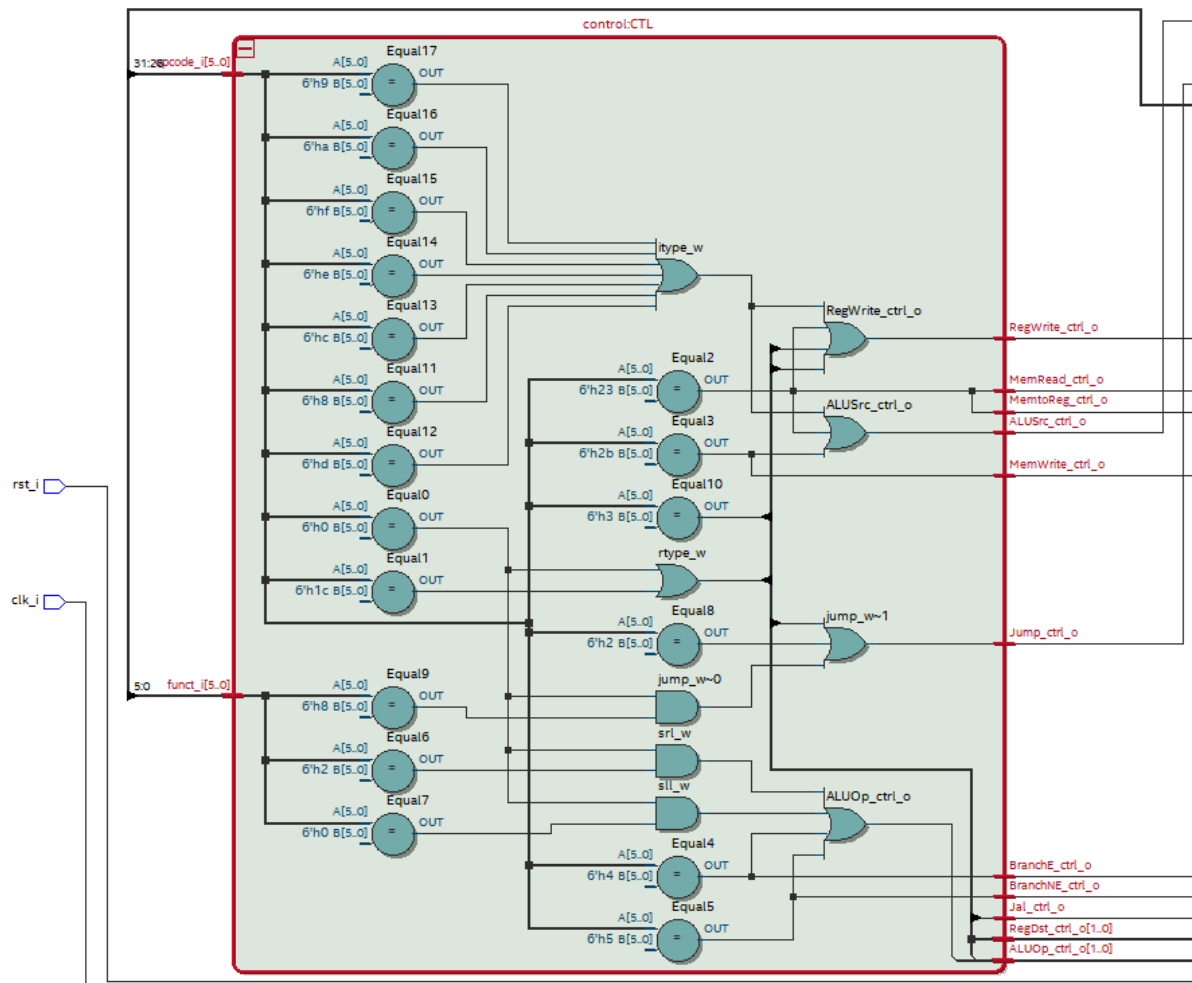 control:CTL
31:26 opcode_i[5..0]
Equal17
A[5..0]
6'h9 B[5..0]
=
OUT
Equal16
A[5..0]
6'ha B[5..0]
=
OUT
Equal15
A[5..0]
6'hf B[5..0]
=
OUT
Equal14
A[5..0]
6'he B[5..0]
=
OUT
Equal13
A[5..0]
6'hc B[5..0]
=
OUT
Equal11
A[5..0]
6'h8 B[5..0]
=
OUT
Equal12
A[5..0]
6'hd B[5..0]
=
OUT
Equal0
A[5..0]
6'h0 B[5..0]
=
OUT
Equal1
A[5..0]
6'h1c B[5..0]
=
OUT
rst_i
clk_i
5:0 funct_i[5..0]
Equal9
A[5..0]
6'h8 B[5..0]
=
OUT
Equal6
A[5..0]
6'h2 B[5..0]
=
OUT
Equal7
A[5..0]
6'h0 B[5..0]
=
OUT
itype_w
Equal2
A[5..0]
6'h23 B[5..0]
=
OUT
Equal3
A[5..0]
6'h2b B[5..0]
=
OUT
Equal10
A[5..0]
6'h3 B[5..0]
=
OUT
rtype_w
Equal8
A[5..0]
6'h2 B[5..0]
=
OUT
jump_w~0
srl_w
sll_w
Equal4
A[5..0]
6'h4 B[5..0]
=
OUT
Equal5
A[5..0]
6'h5 B[5..0]
=
OUT
RegWrite_ctrl_o
ALUSrc_ctrl_o
jump_w~1
ALUOp_ctrl_o
RegWrite_ctrl_o
MemRead_ctrl_o
MemtoReg_ctrl_o
ALUSrc_ctrl_o
MemWrite_ctrl_o
Jump_ctrl_o
BranchE_ctrl_o
BranchNE_ctrl_o
Jal_ctrl_o
RegDst_ctrl_o[1..0]
ALUOp_ctrl_o[1..0]